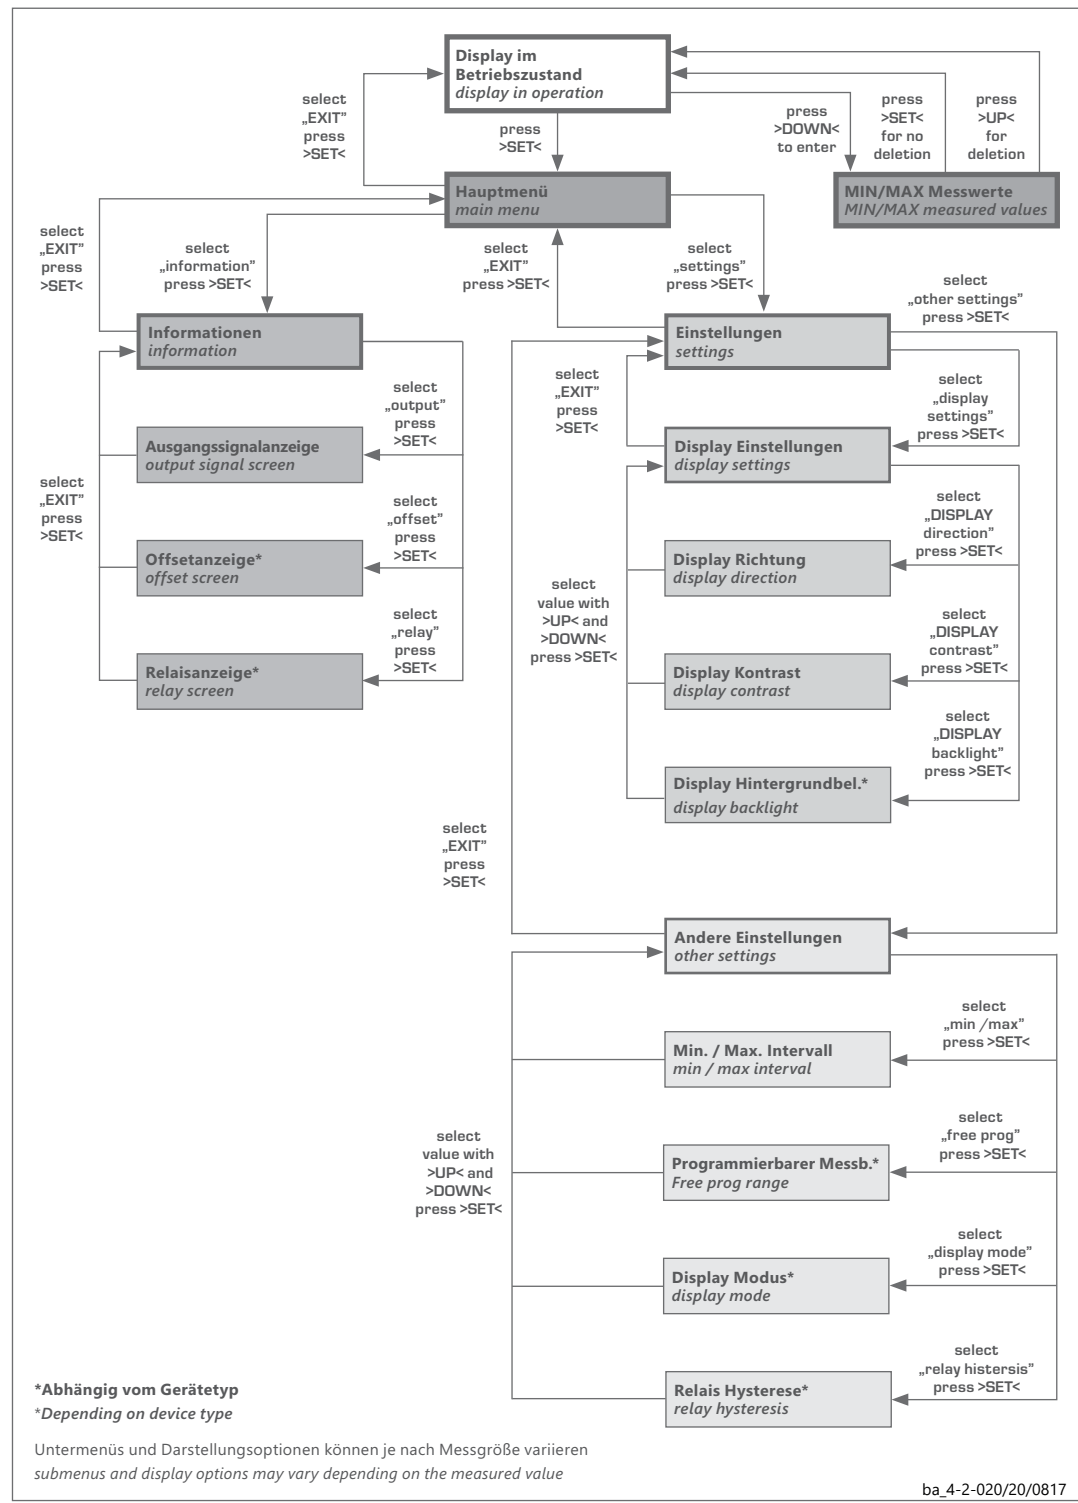 Display im
Betriebszustand
display in operation
select
„EXIT”
press
>SET<
press
>SET<
press
>DOWN<
to enter
press
>SET<
for no
deletion
press
>UP<
for
deletion
Hauptmenü
main menu
MIN/MAX Messwerte
MIN/MAX measured values
select
„EXIT”
press
>SET<
select
„information”
press >SET<
select
„EXIT”
press >SET<
select
„settings”
press >SET<
select
„other settings”
press >SET<
Informationen
information
Einstellungen
settings
select
„output”
press
>SET<
select
„EXIT”
press
>SET<
select
„display
settings”
press >SET<
Ausgangssignalanzeige
output signal screen
Display Einstellungen
display settings
select
„EXIT”
press
>SET<
select
„offset”
press
>SET<
select
„DISPLAY
direction”
press >SET<
Offsetanzeige*
offset screen
Display Richtung
display direction
select
value with
>UP< and
>DOWN<
press >SET<
select
„relay”
press
>SET<
select
„DISPLAY
contrast”
press >SET<
Relaisanzeige*
relay screen
Display Kontrast
display contrast
select
„DISPLAY
backlight”
press >SET<
Display Hintergrundbel.*
display backlight
select
„EXIT”
press
>SET<
Andere Einstellungen
other settings
select
„min /max”
press >SET<
Min. / Max. Intervall
min / max interval
select
„free prog”
press >SET<
select
value with
>UP< and
>DOWN<
press >SET<
Programmierbarer Messb.*
Free prog range
select
„display mode”
press >SET<
Display Modus*
display mode
select
„relay histersis”
press >SET<
Relais Hysterese*
relay hysteresis
*Abhängig vom Gerätetyp
*Depending on device type
Untermenüs und Darstellungsoptionen können je nach Messgröße variieren
submenus and display options may vary depending on the measured value
ba_4-2-020/20/0817